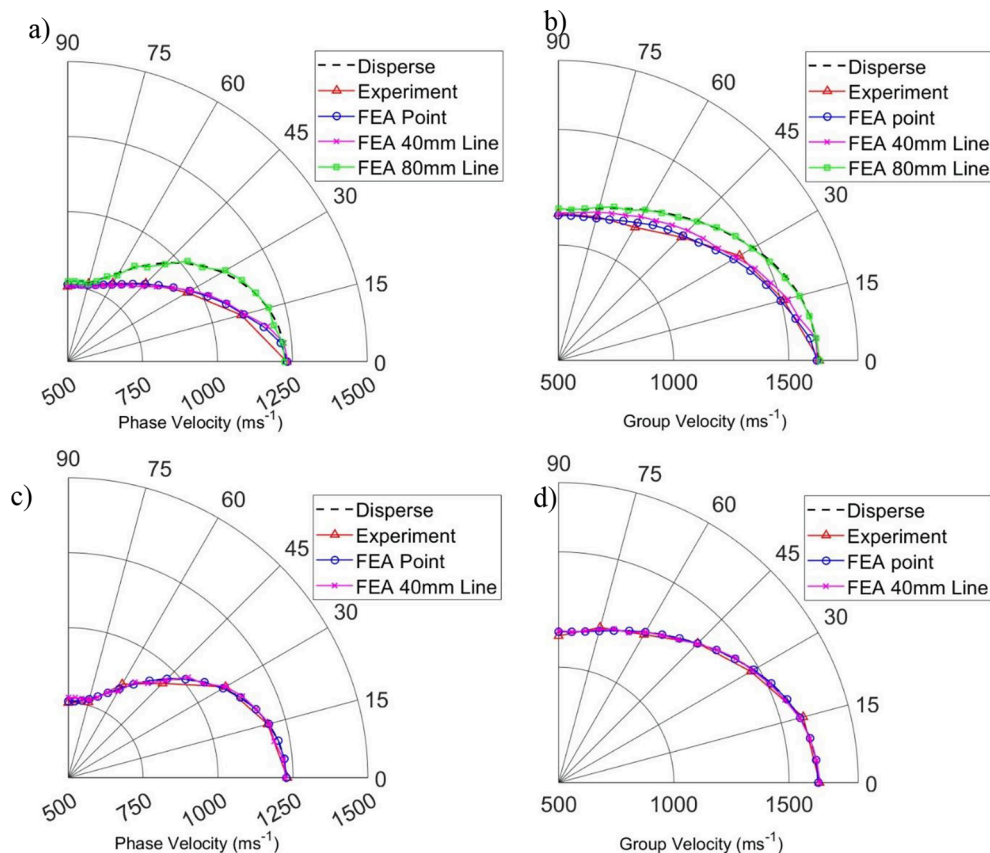 a)
90
75
60
45
30
15
0
Disperse
Experiment
FEA Point
FEA 40mm Line
FEA 80mm Line
500
750
1000
1250
1500
Phase Velocity (ms⁻¹)
b)
90
75
60
45
30
15
0
Disperse
Experiment
FEA point
FEA 40mm Line
FEA 80mm Line
500
1000
1500
Group Velocity (ms⁻¹)
c)
90
75
60
45
30
15
0
Disperse
Experiment
FEA Point
FEA 40mm Line
500
750
1000
1250
1500
Phase Velocity (ms⁻¹)
d)
90
75
60
45
30
15
0
Disperse
Experiment
FEA point
FEA 40mm Line
500
1000
1500
Group Velocity (ms⁻¹)